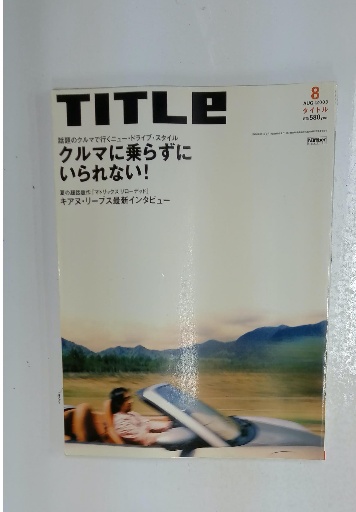 TITLe
8
AUG. 2003
タイトル
580
話題のクルマで行くニュー・ドライブ・スタイル
クルマに乗らずに
いられない!
夏の超話題作「マトリックス リローデッド」
キアヌ・リーブス最新インタビュー
Number